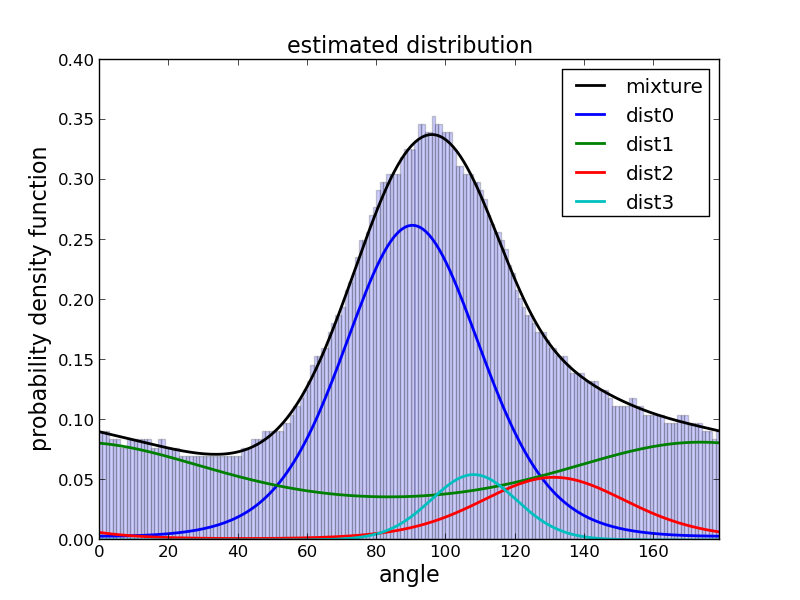 estimated distribution
probability density function
0.40
0.35
0.30
0.25
0.20
0.15
0.10
0.05
0.00
mixture
dist0
dist1
dist2
dist3
0 20 40 60 80 100 120 140 160
angle